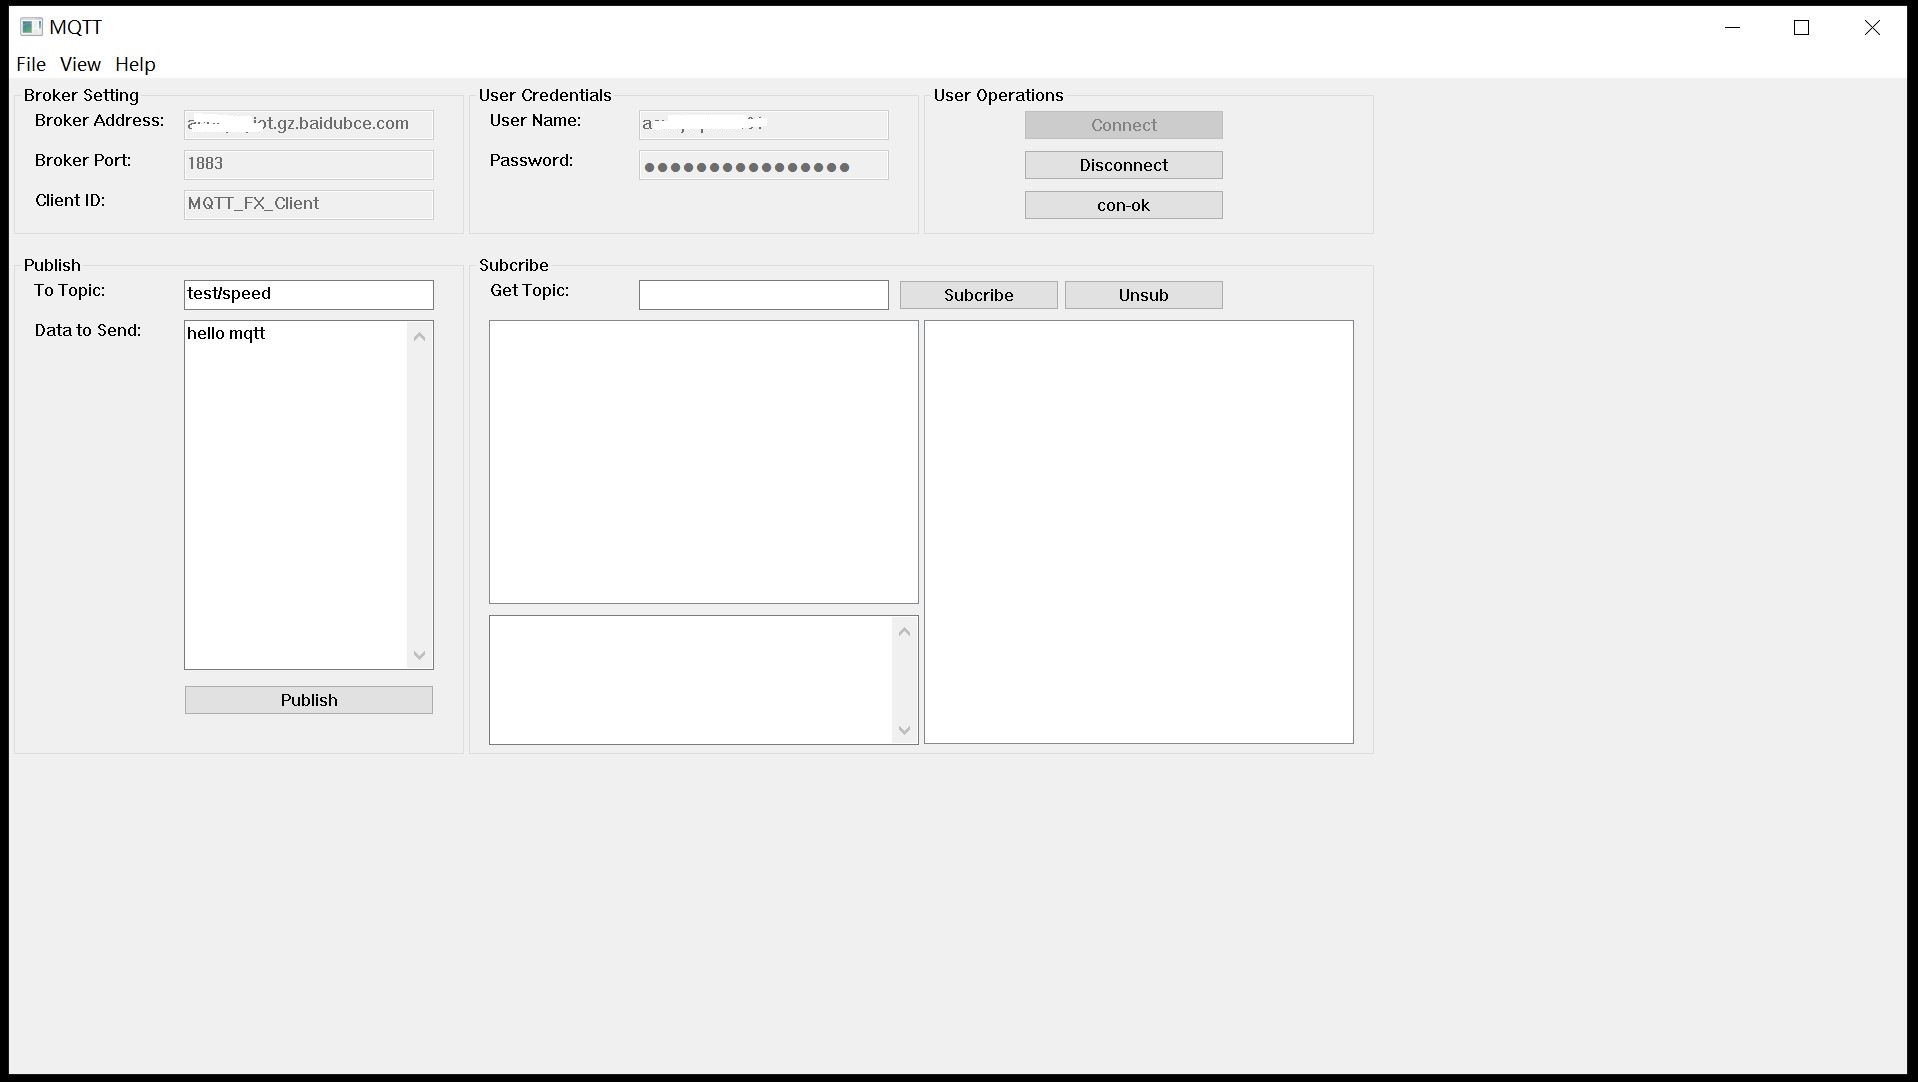 MQTT
File View Help
Broker Setting
Broker Address: iot.gz.baidubce.com
Broker Port: 1883
Client ID: MQTT_FX_Client
User Credentials
User Name:
Password: ●●●●●●●●●●●●●●●●
User Operations
Connect
Disconnect
con-ok
Publish
To Topic: test/speed
Data to Send: hello mqtt
Publish
Subcribe
Get Topic: Subcribe Unsub